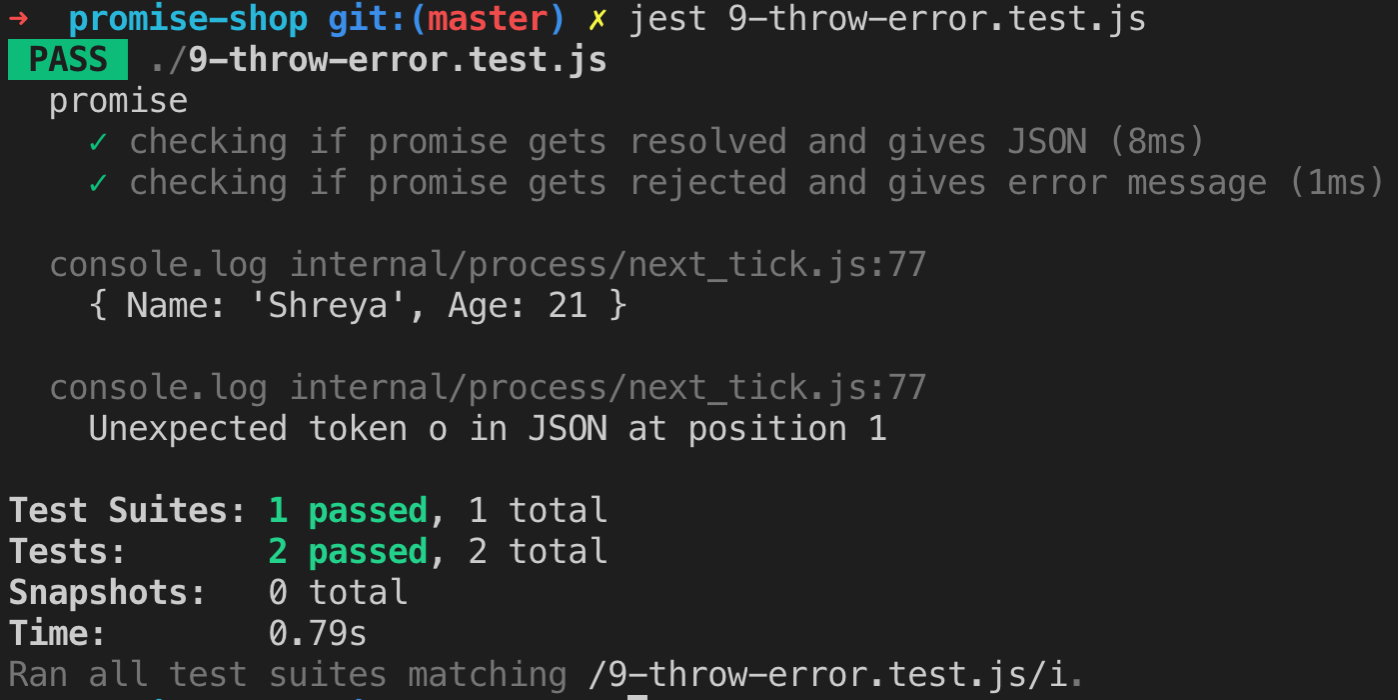 ➜  promise-shop git:(master) ✗ jest 9-throw-error.test.js
PASS ./9-throw-error.test.js
promise
✓ checking if promise gets resolved and gives JSON (8ms)
✓ checking if promise gets rejected and gives error message (1ms)
console.log internal/process/next_tick.js:77
{ Name: 'Shreya', Age: 21 }
console.log internal/process/next_tick.js:77
Unexpected token o in JSON at position 1
Test Suites: 1 passed, 1 total
Tests: 2 passed, 2 total
Snapshots: 0 total
Time: 0.79s
Ran all test suites matching /9-throw-error.test.js/i.